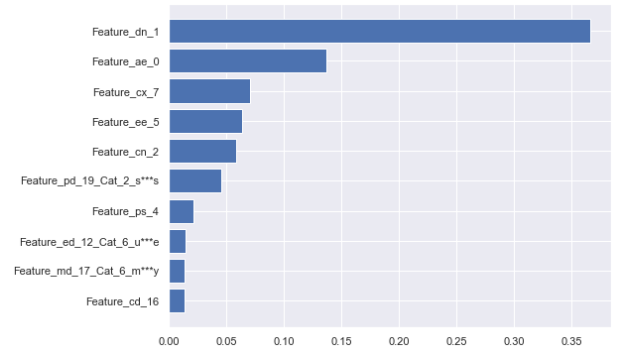 Feature_dn_1
Feature_ae_0
Feature_cx_7
Feature_ee_5
Feature_cn_2
Feature_pd_19_Cat_2_s***s
Feature_ps_4
Feature_ed_12_Cat_6_u***e
Feature_md_17_Cat_6_m***y
Feature_cd_16
0.00 0.05 0.10 0.15 0.20 0.25 0.30 0.35